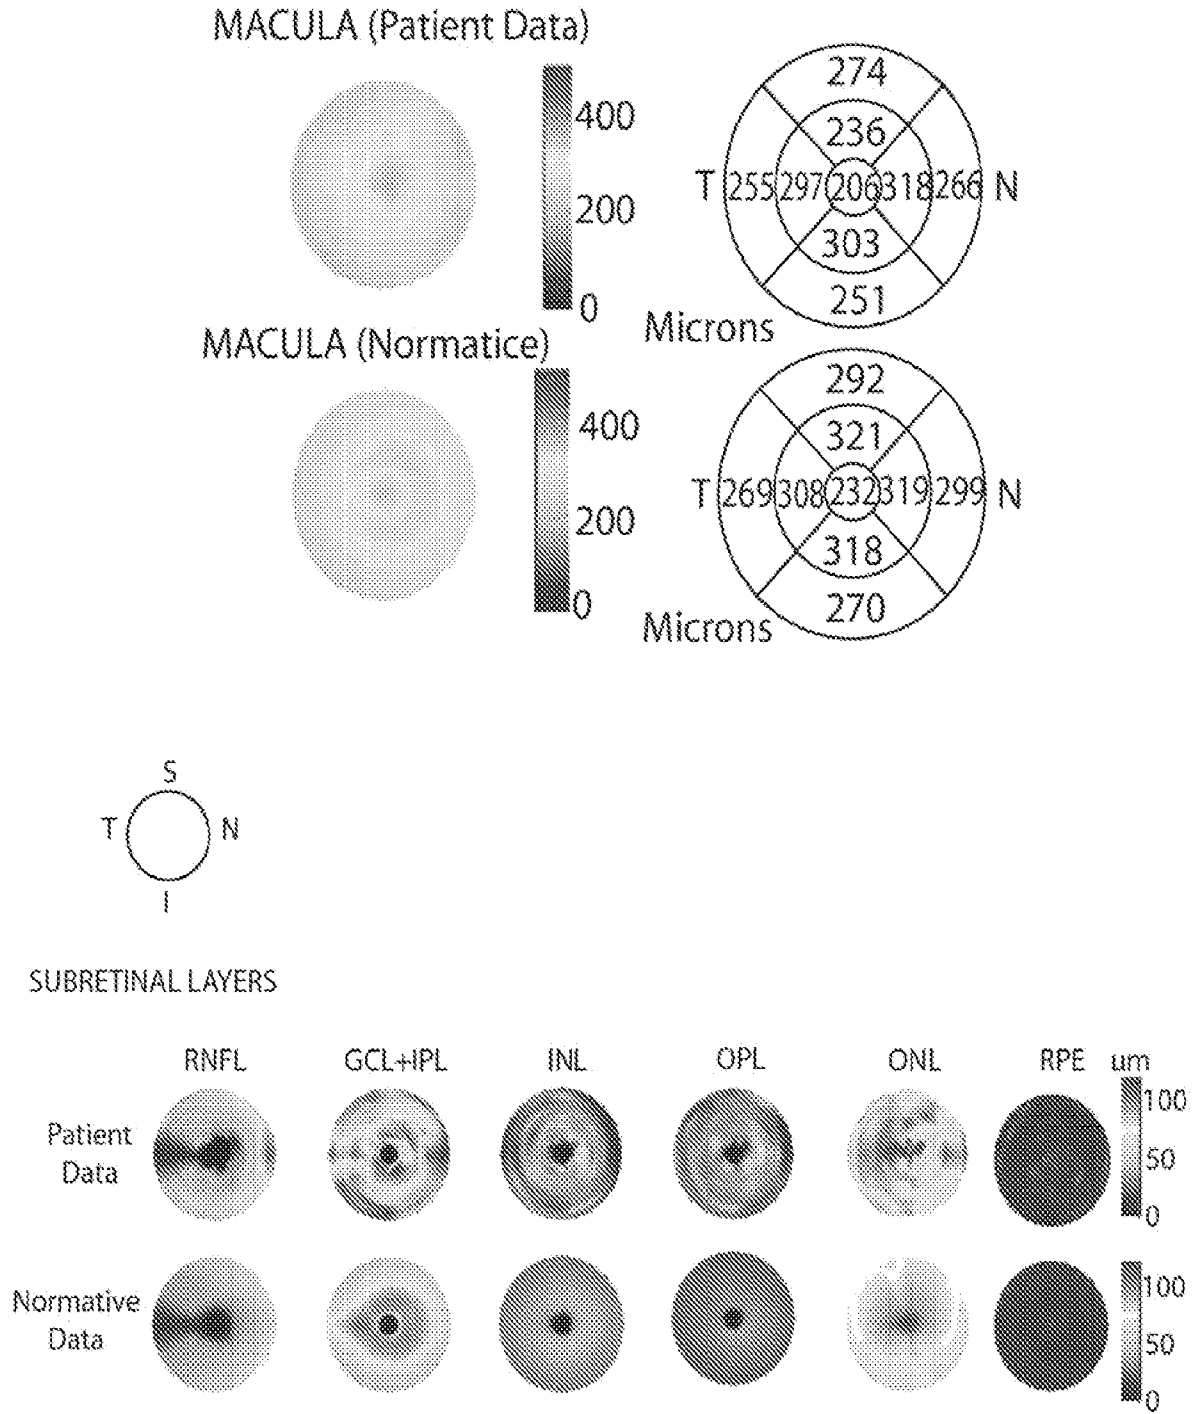 MACULA (Patient Data)
400
200
0
274
236
T 255 297 206 318 266 N
303
251
Microns
MACULA (Normatice)
400
200
0
292
321
T 269 308 232 319 299 N
318
270
Microns
S
T N
I
SUBRETINAL LAYERS
RNFL GCL+IPL INL OPL ONL RPE um
Patient
Data
100
50
0
Normative
Data
100
50
0